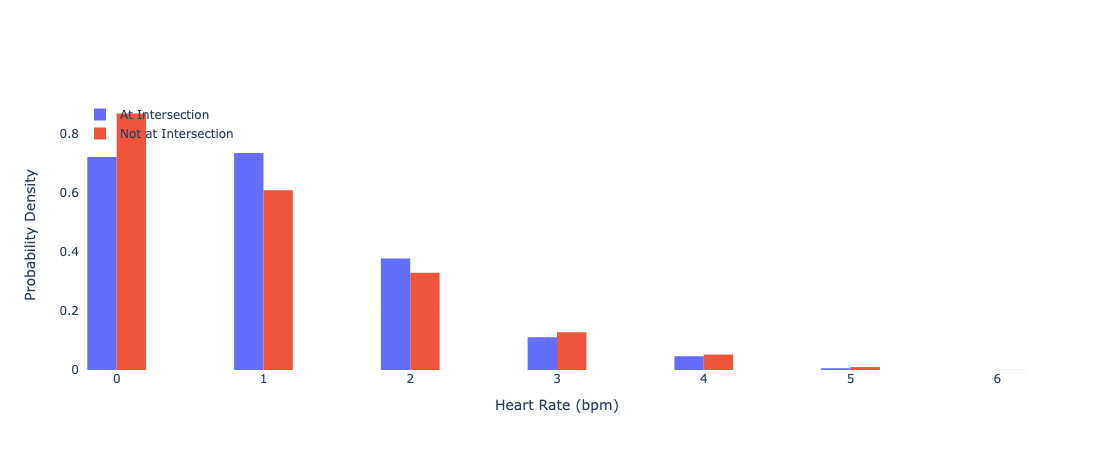 At Intersection
Not at Intersection
0.8
0.6
0.4
0.2
0
Probability Density
0 1 2 3 4 5 6
Heart Rate (bpm)